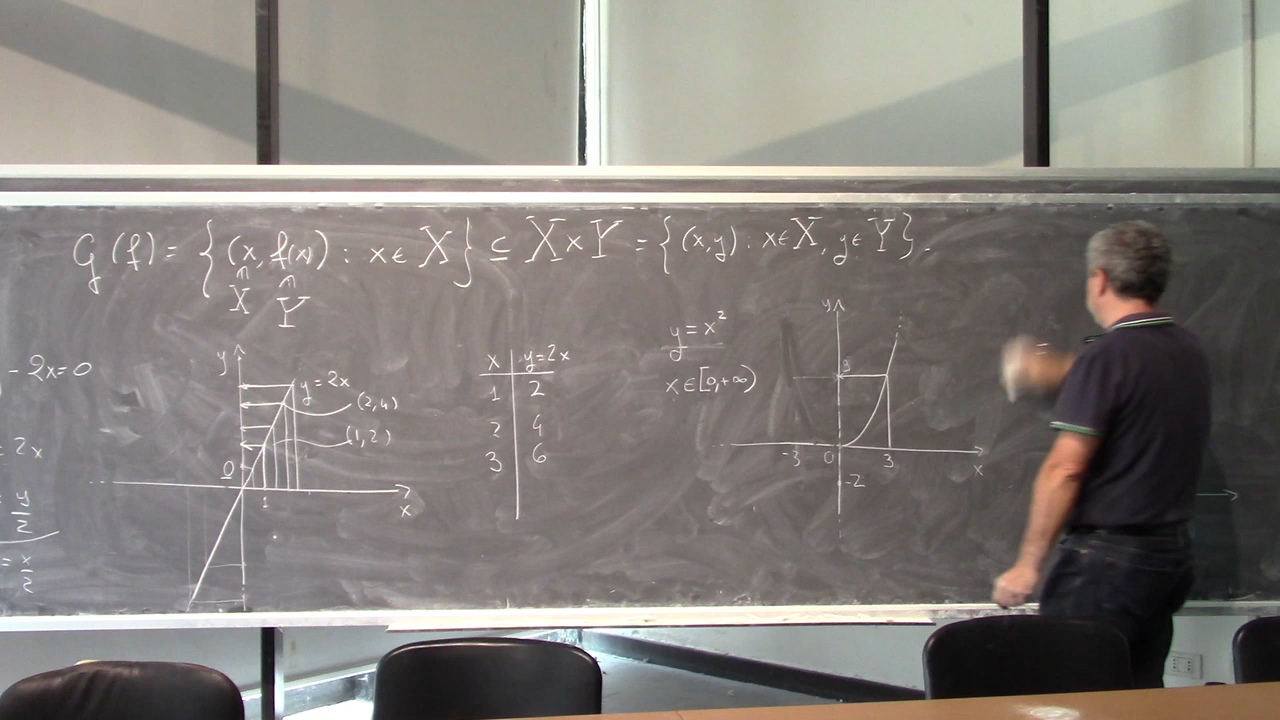 G(f) = { (x, f(x)) : x ∈ X } ⊆ X × Y = { (x,y) : x ∈ X, y ∈ Y }.
∩ ∩
X Y
- 2x = 0
= 2x
= y/2
= x/2
y
y = 2x
(2,4)
(1,2)
0
1
x
x | y = 2x
1 | 2
2 | 4
3 | 6
y = x²
x ∈ [0, +∞)
y
9
-3 0 3
x
-2